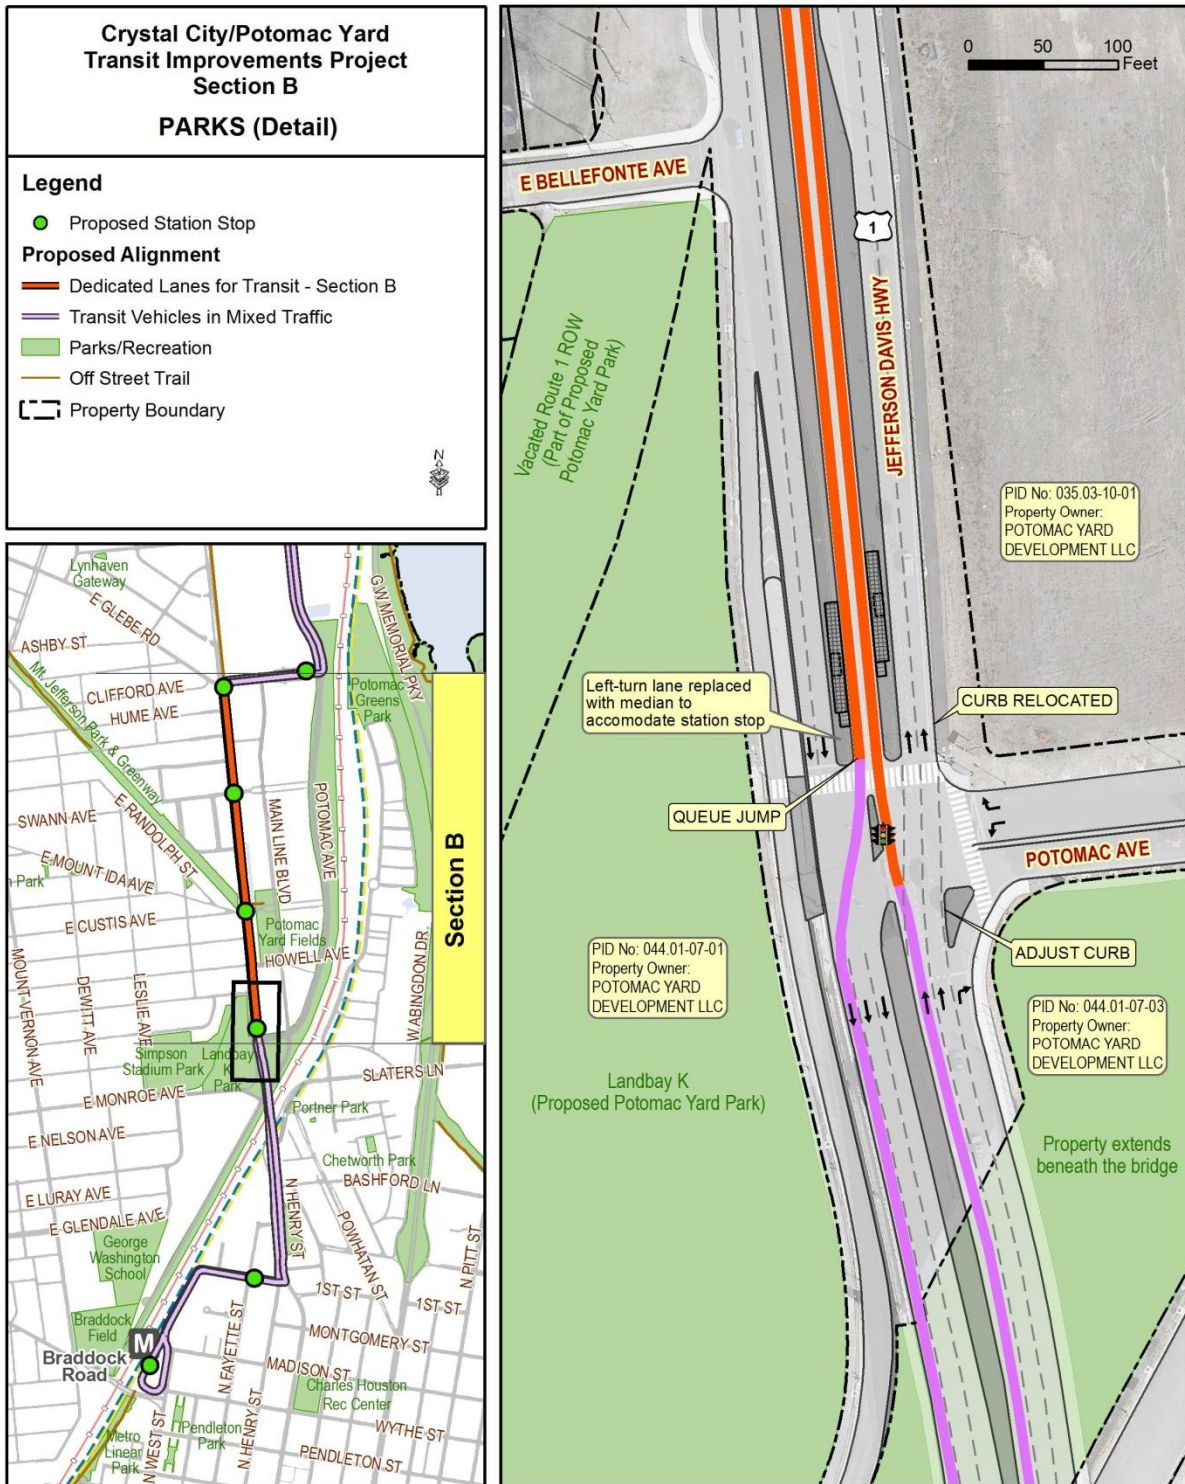 Crystal City/Potomac Yard
Transit Improvements Project
Section B
PARKS (Detail)
Legend
Proposed Station Stop
Proposed Alignment
Dedicated Lanes for Transit - Section B
Transit Vehicles in Mixed Traffic
Parks/Recreation
Off Street Trail
Property Boundary
N
Lynhaven
Gateway
E GLEBE RD
ASHBY ST
CLIFFORD AVE
HUME AVE
Mt. Jefferson Park & Greenway
G W MEMORIAL PKY
Potomac
Greens
Park
SWANN AVE
E RANDOLPH ST
MAIN LINE BLVD
POTOMAC AVE
E MOUNT IDA AVE
n Park
E CUSTIS AVE
Potomac
Yard Fields
HOWELL AVE
MOUNT VERNON AVE
DEWITT AVE
LESLIE AVE
W ABINGDON DR
Section B
Simpson
Stadium Park
Landbay
K
Park
SLATERS LN
E MONROE AVE
Portner Park
E NELSON AVE
Chetworth Park
BASHFORD LN
E LURAY AVE
E GLENDALE AVE
N HENRY ST
POWHATAN ST
N PITT ST
George
Washington
School
1ST ST
1ST ST
Braddock
Field
M
Braddock
Road
N FAYETTE ST
MONTGOMERY ST
MADISON ST
Charles Houston
Rec Center
N HENRY ST
WYTHE ST
Pendleton
Park
N WEST ST
Metro
Linear
Park
PENDLETON ST
0 50 100
Feet
E BELLEFONTE AVE
1
JEFFERSON DAVIS HWY
Vacated Route 1 ROW
(Part of Proposed
Potomac Yard Park)
PID No: 035.03-10-01
Property Owner:
POTOMAC YARD
DEVELOPMENT LLC
Left-turn lane replaced
with median to
accomodate station stop
CURB RELOCATED
QUEUE JUMP
POTOMAC AVE
PID No: 044.01-07-01
Property Owner:
POTOMAC YARD
DEVELOPMENT LLC
ADJUST CURB
PID No: 044.01-07-03
Property Owner:
POTOMAC YARD
DEVELOPMENT LLC
Landbay K
(Proposed Potomac Yard Park)
Property extends
beneath the bridge